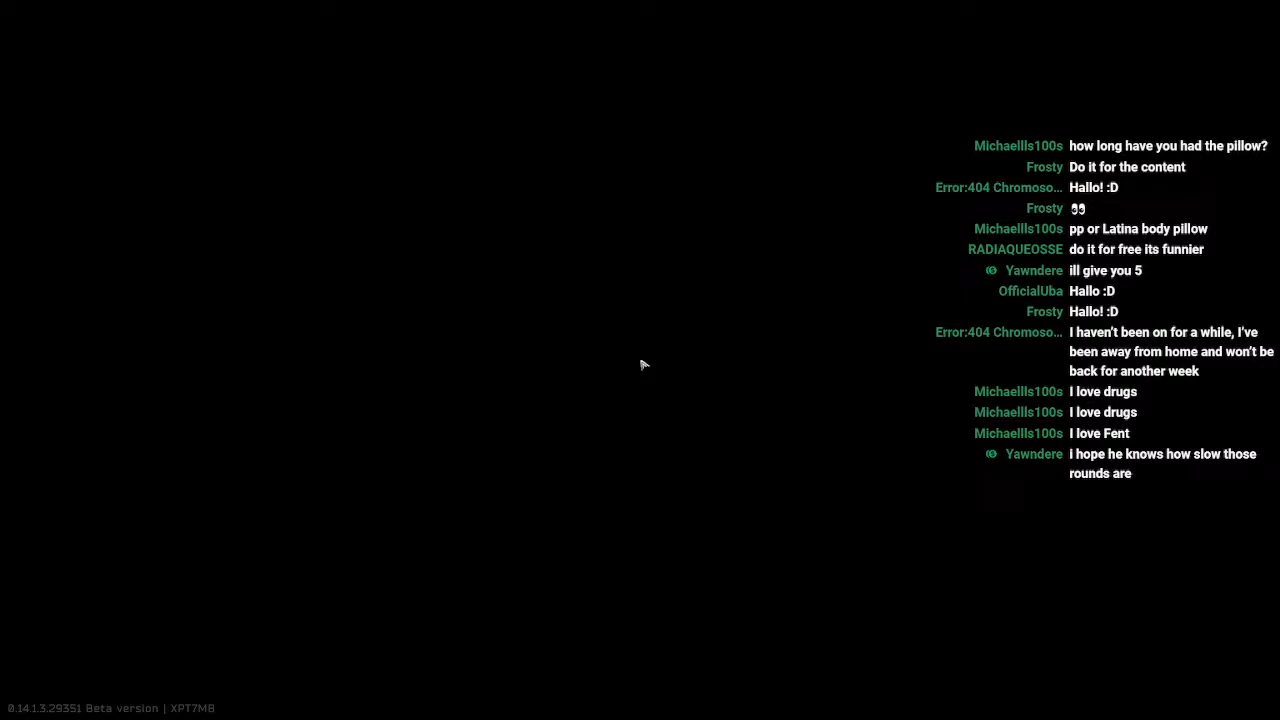 Michaellls100s how long have you had the pillow?
Frosty Do it for the content
Error:404 Chromoso... Hallo! :D
Frosty 👀
Michaellls100s pp or Latina body pillow
RADIAQUEOSSE do it for free its funnier
Yawndere ill give you 5
OfficialUba Hallo :D
Frosty Hallo! :D
Error:404 Chromoso... I haven't been on for a while, I've
been away from home and won't be
back for another week
Michaellls100s I love drugs
Michaellls100s I love drugs
Michaellls100s I love Fent
Yawndere i hope he knows how slow those
rounds are
0.14.1.3.29351 Beta version | XPT7MB